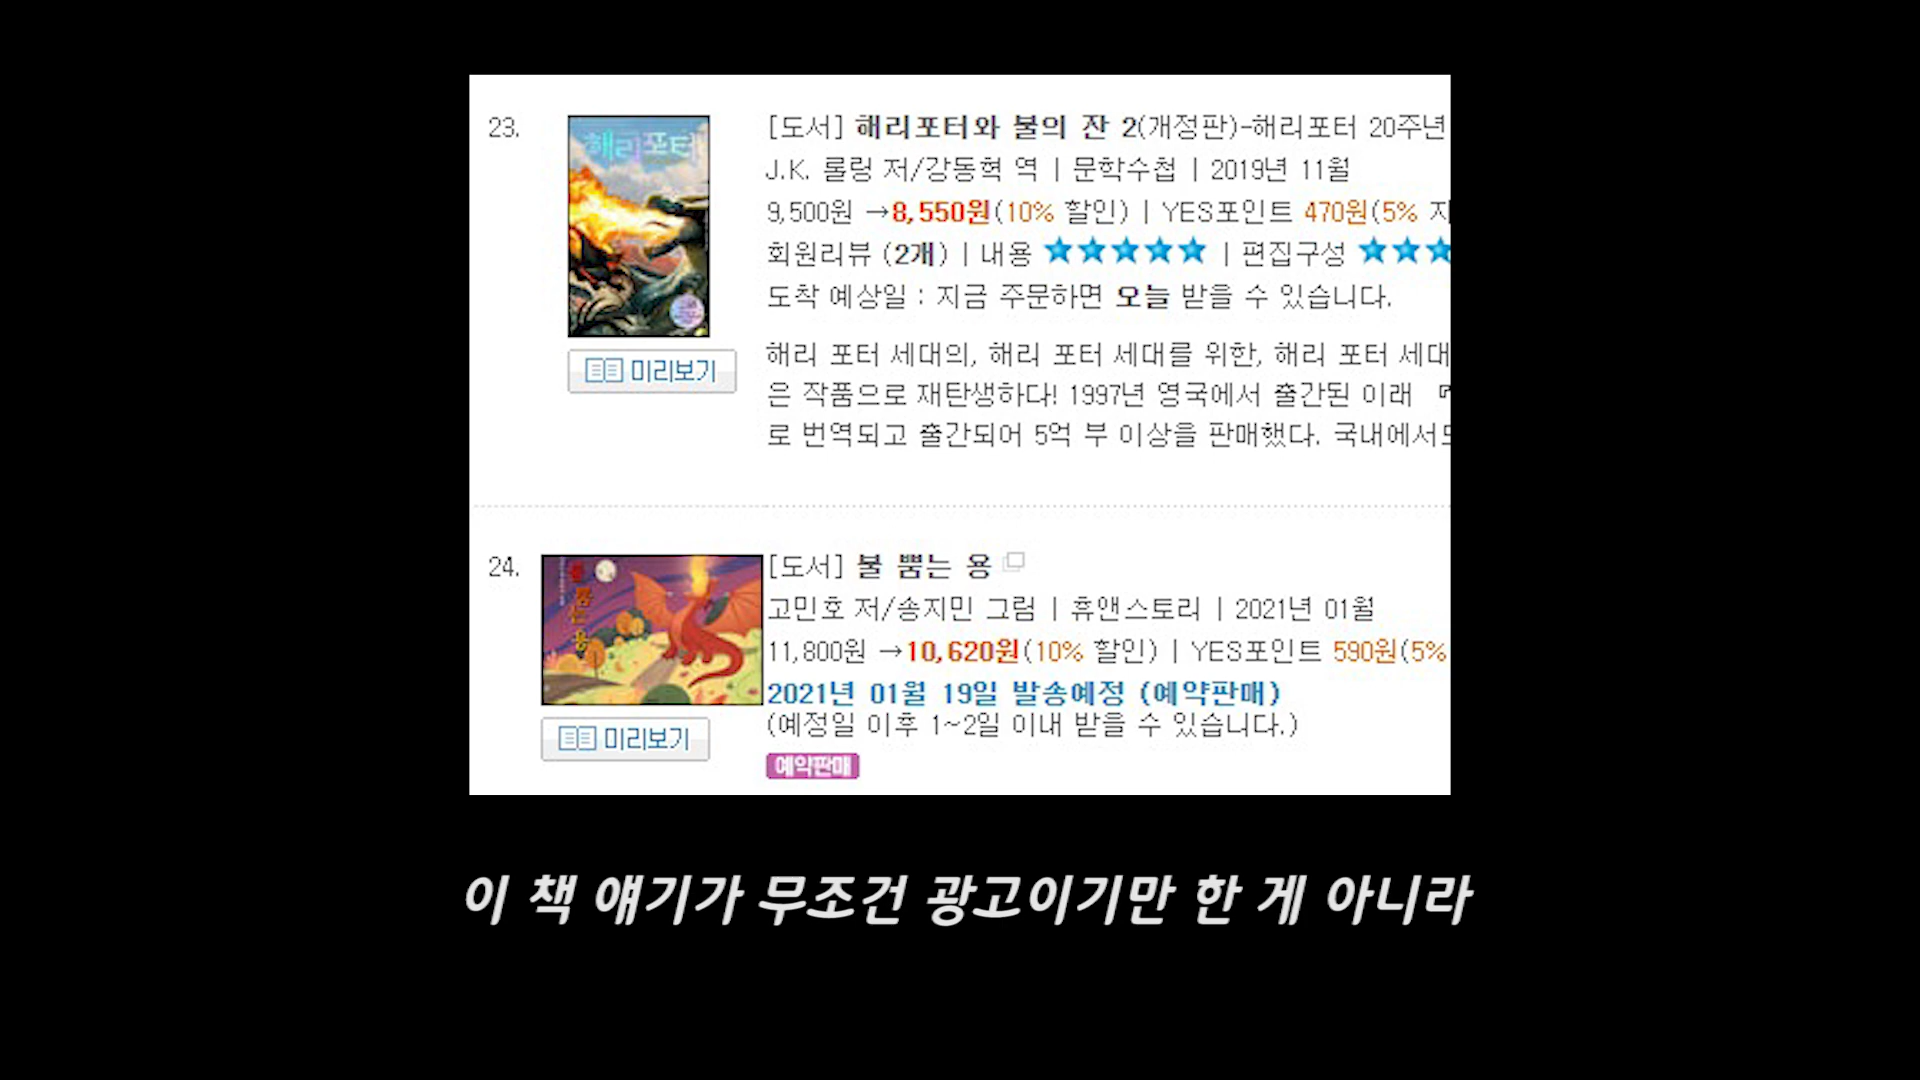 23.
해리포터
[도서] 해리포터와 불의 잔 2(개정판)-해리포터 20주년
J.K. 롤링 저/강동혁 역 | 문학수첩 | 2019년 11월
9,500원 →8,550원(10% 할인) | YES포인트 470원(5% 지
회원리뷰 (2개) | 내용 ★★★★★ | 편집구성 ★★★
도착 예상일 : 지금 주문하면 오늘 받을 수 있습니다.
해리 포터 세대의, 해리 포터 세대를 위한, 해리 포터 세대
은 작품으로 재탄생하다! 1997년 영국에서 출간된 이래 『
로 번역되고 출간되어 5억 부 이상을 판매했다. 국내에서도
미리보기
24.
불 뿜는 용
[도서] 불 뿜는 용
고민호 저/송지민 그림 | 휴앤스토리 | 2021년 01월
11,800원 →10,620원(10% 할인) | YES포인트 590원(5%
2021년 01월 19일 발송예정 (예약판매)
(예정일 이후 1~2일 이내 받을 수 있습니다.)
예약판매
미리보기
이 책 얘기가 무조건 광고이기만 한 게 아니라